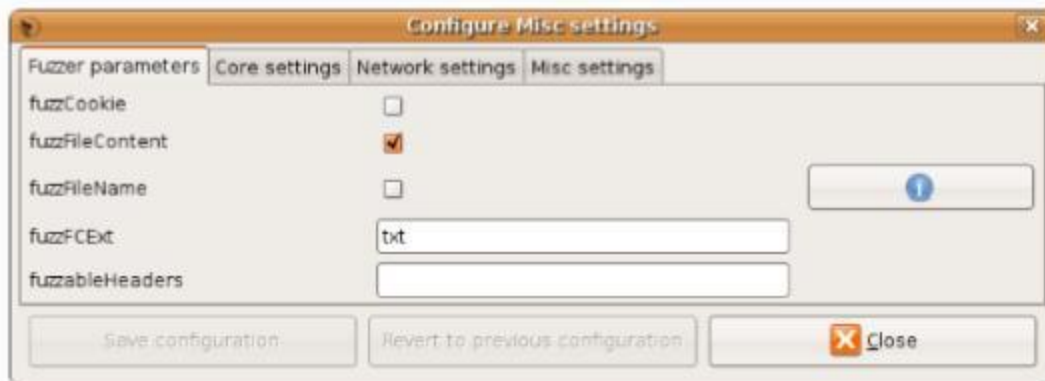 Configure Misc settings
Fuzzer parameters Core settings Network settings Misc settings
fuzzCookie
fuzzFileContent
fuzzFileName
fuzzFCExt txt
fuzzableHeaders
Save configuration Revert to previous configuration Close